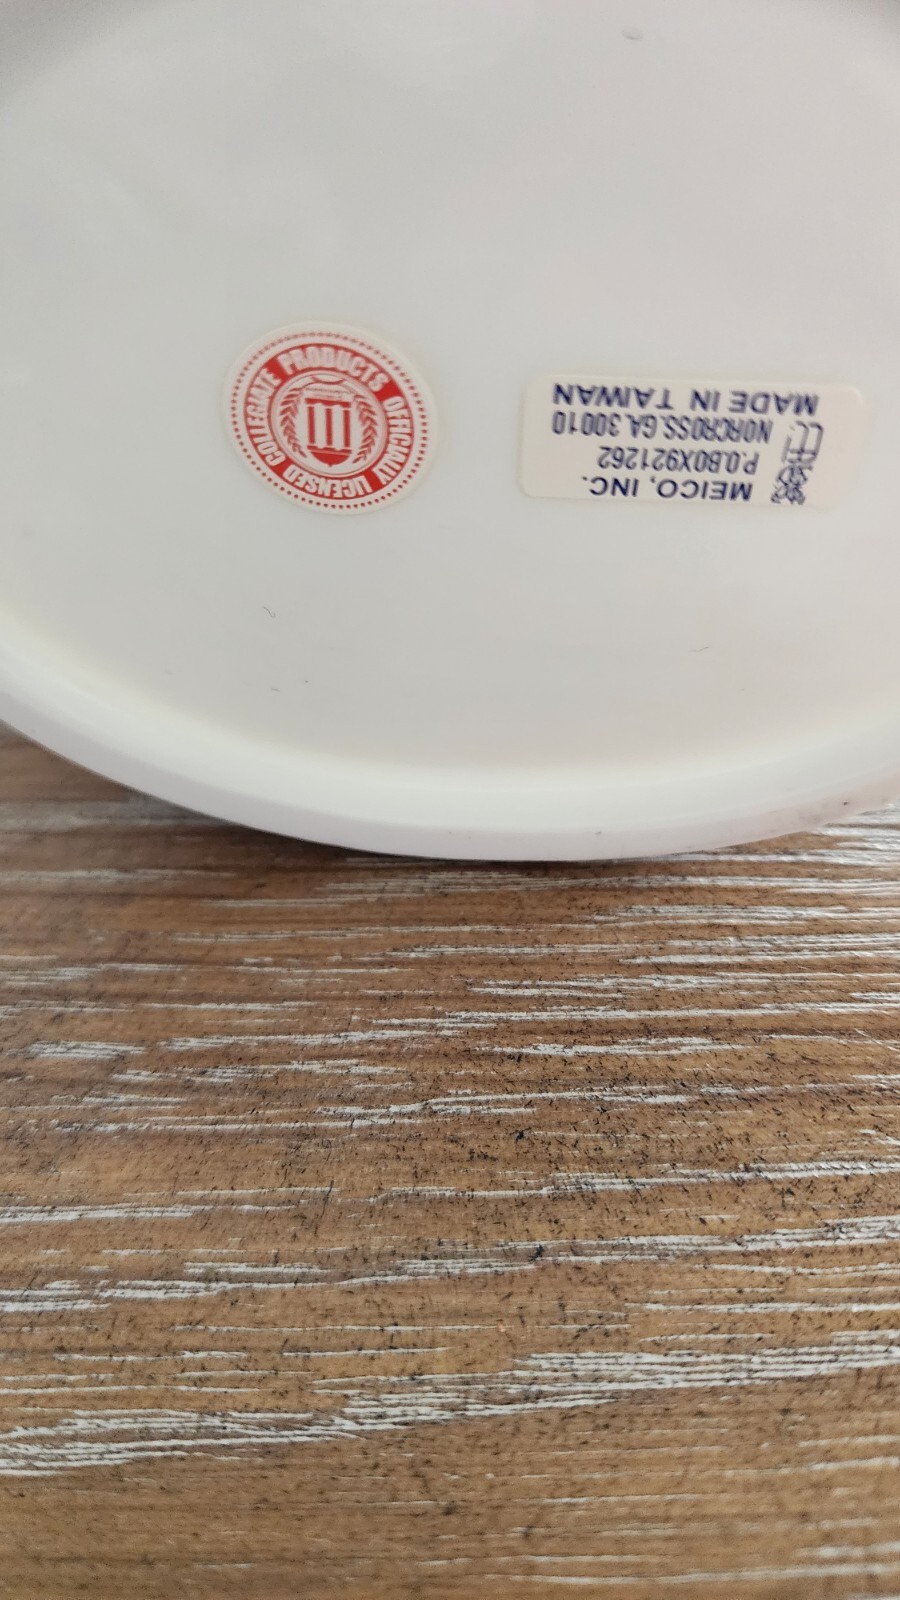 OFFICIALLY LICENSED COLLEGIATE PRODUCTS
MEICO, INC.
P.O.BOX921262
NORCROSS.GA.30010
MADE IN TAIWAN